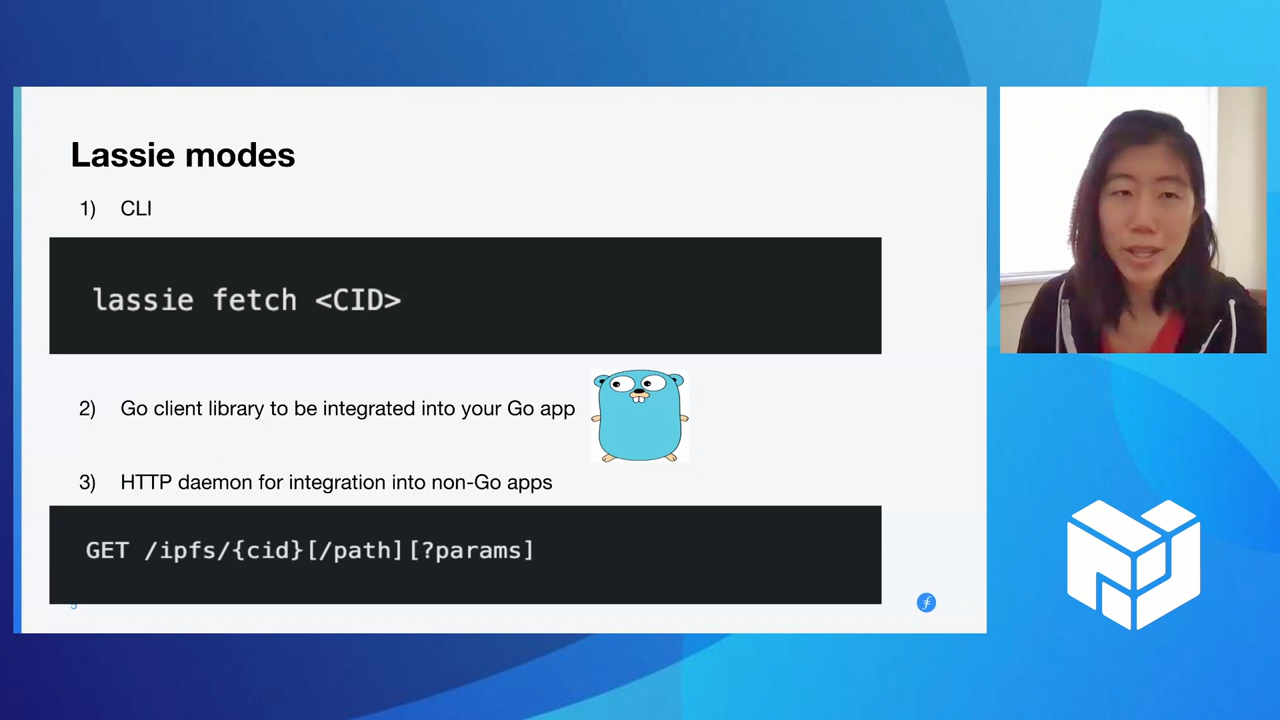 Lassie modes
1) CLI
lassie fetch <CID>
2) Go client library to be integrated into your Go app
3) HTTP daemon for integration into non-Go apps
GET /ipfs/{cid}[/path][?params]